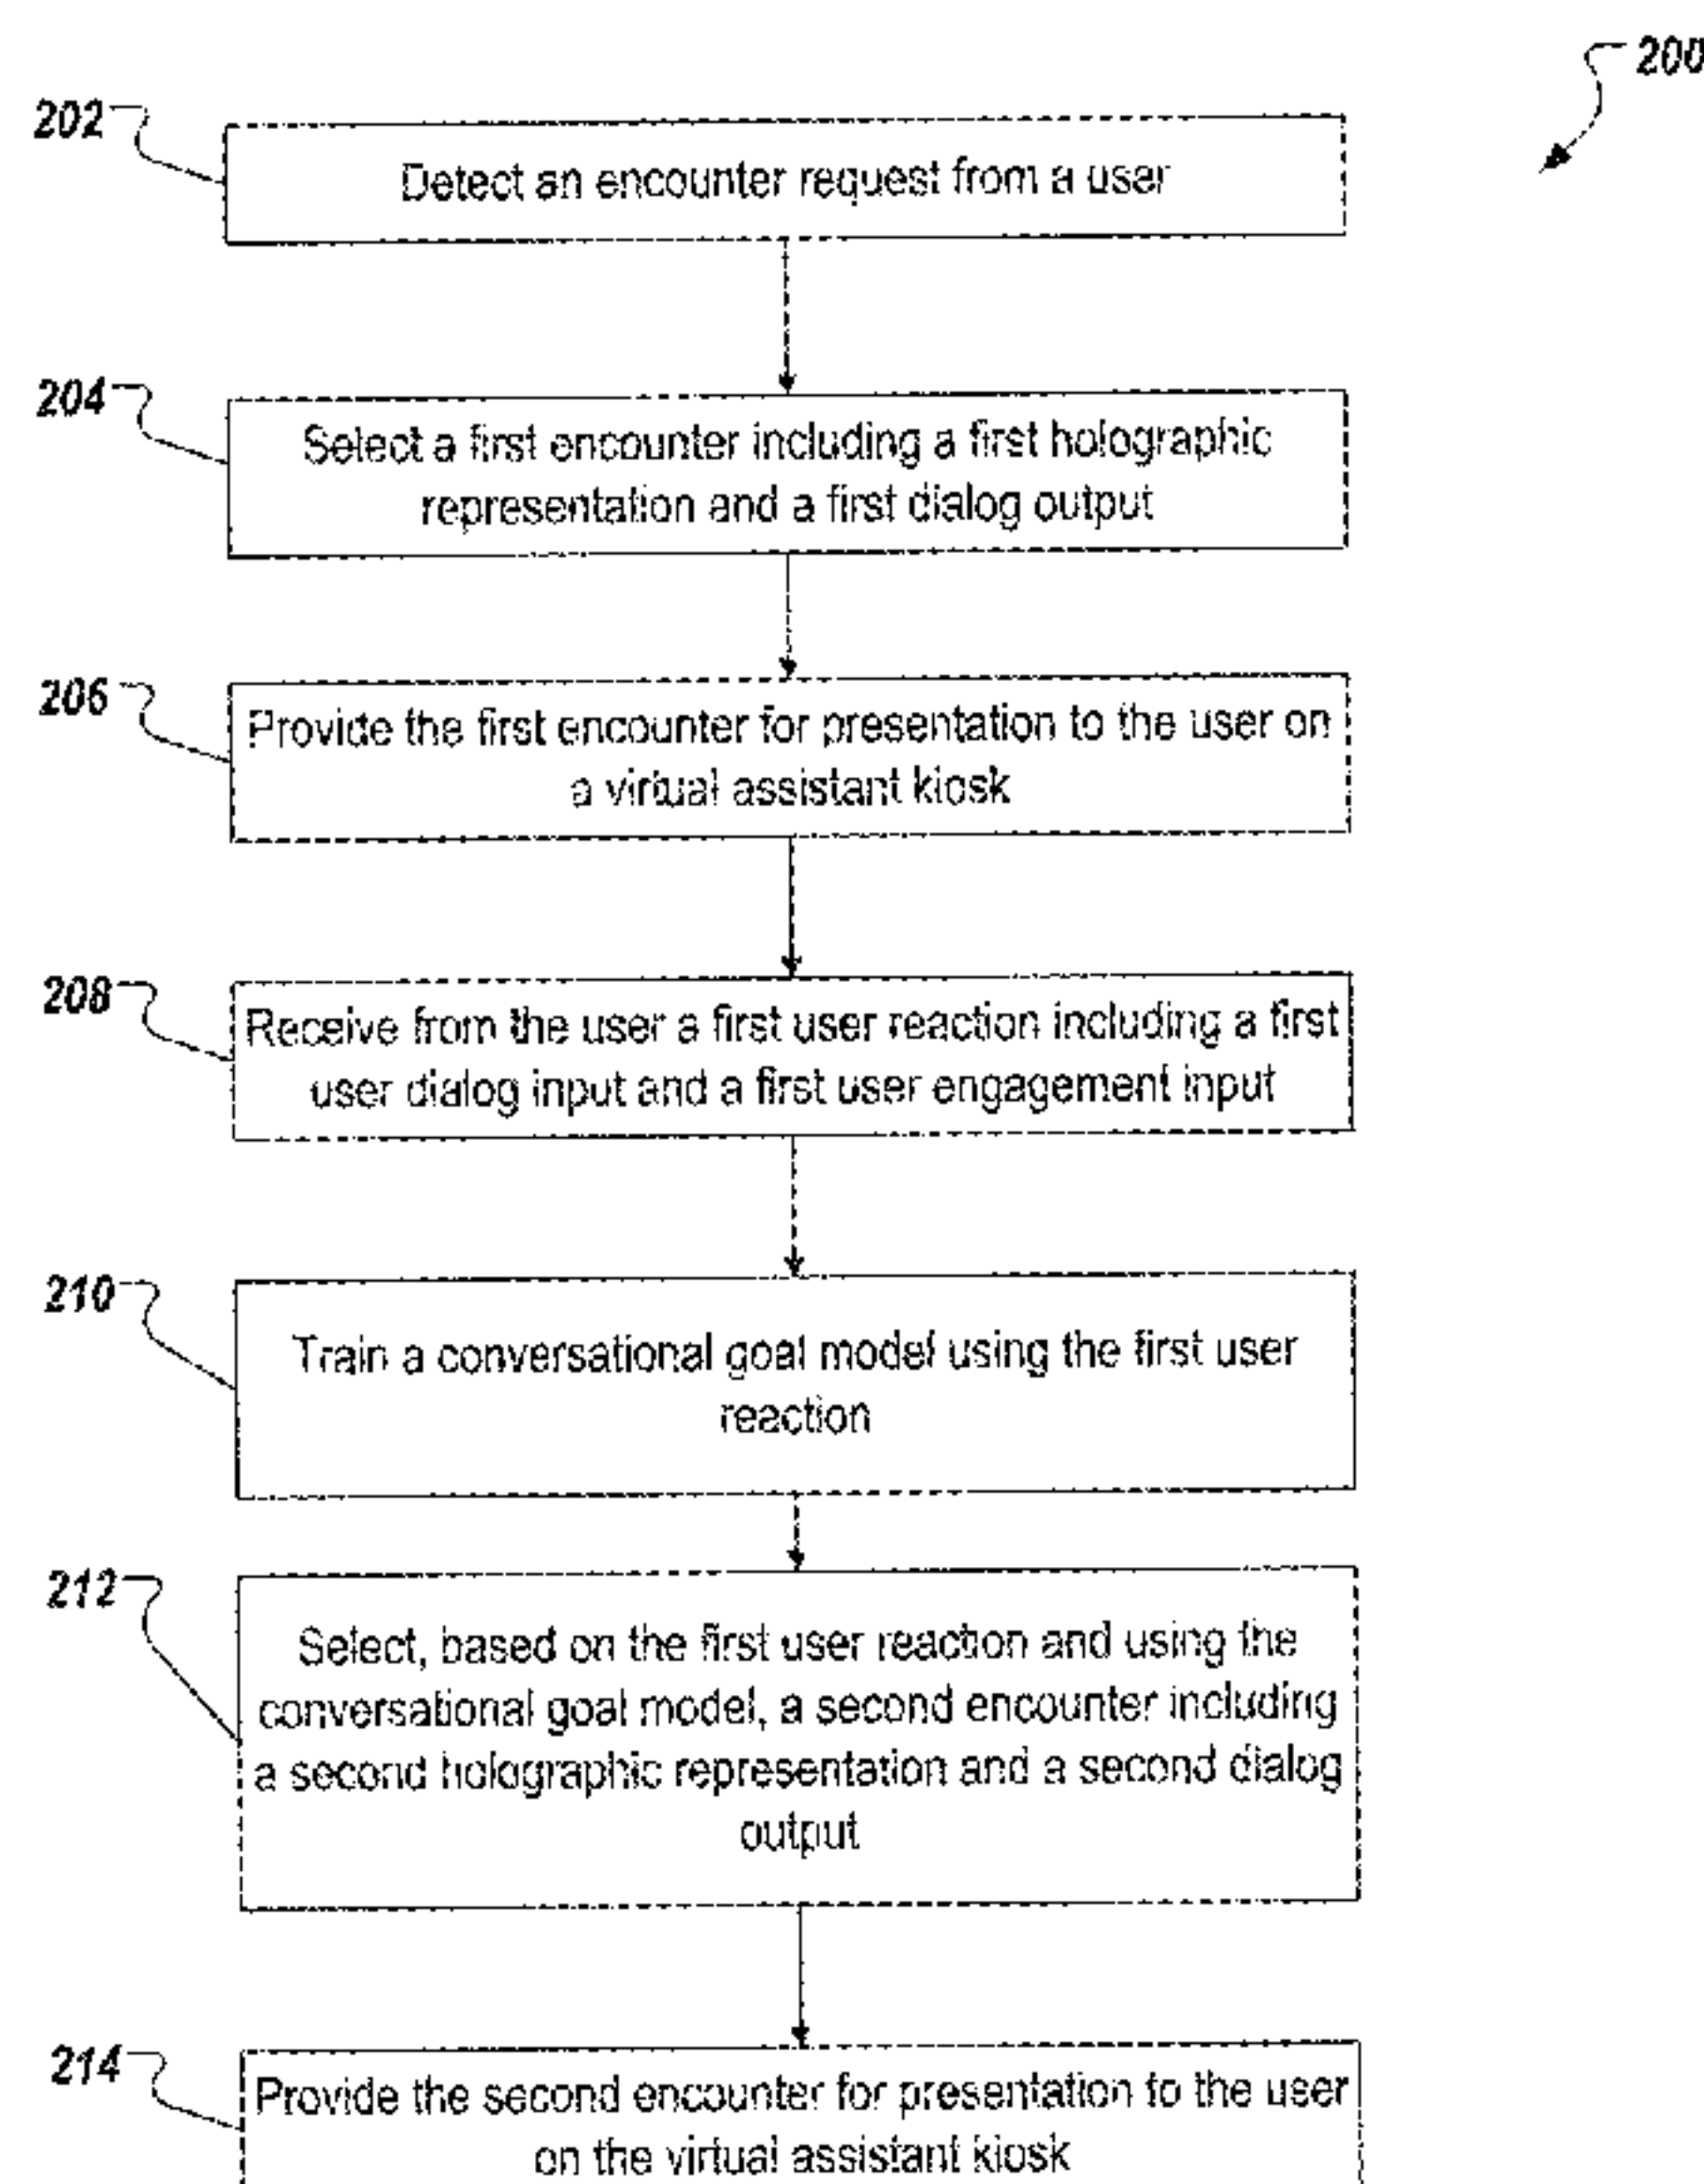 200
202
Detect an encounter request from a user
204
Select a first encounter including a first holographic
representation and a first dialog output
206
Provide the first encounter for presentation to the user on
a virtual assistant kiosk
208
Receive from the user a first user reaction including a first
user dialog input and a first user engagement input
210
Train a conversational goal model using the first user
reaction
212
Select, based on the first user reaction and using the
conversational goal model, a second encounter including
a second holographic representation and a second dialog
output
214
Provide the second encounter for presentation to the user
on the virtual assistant kiosk